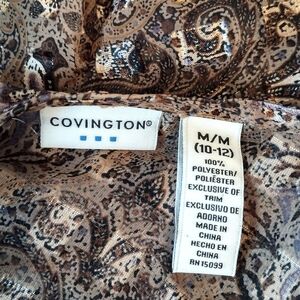 COVINGTON®
M/M
(10-12)
100%
POLYESTER/
POLIÉSTER
EXCLUSIVE OF
TRIM
EXCLUSIVO DE
ADORNO
MADE IN
CHINA
HECHO EN
CHINA
RN 15099